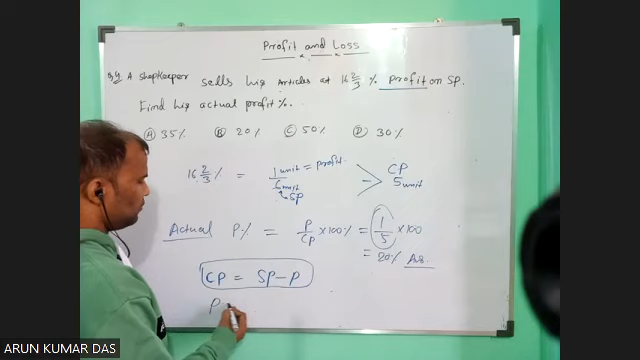 Profit and Loss
Q.4. A shopkeeper sells his articles at 16 2/3 % profit on SP.
Find his actual profit %.
(A) 35% (B) 20% (C) 50% (D) 30%
16 2/3 % = 1 unit = profit / 6 unit → SP > CP 5 unit
Actual P% = P/CP × 100% = 1/5 × 100
= 20% Ans.
CP = SP - P
P
ARUN KUMAR DAS